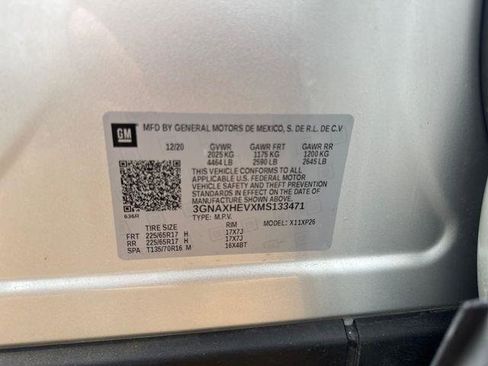 GM
MFD BY GENERAL MOTORS DE MEXICO, S. DE R.L. DE C.V
12/20 GVWR GAWR FRT GAWR RR
2025 KG 1175 KG 1200 KG
4464 LB 2590 LB 2645 LB
THIS VEHICLE CONFORMS TO ALL
APPLICABLE U.S. FEDERAL MOTOR
VEHICLE SAFETY AND THEFT PREVENTION
STANDARDS IN EFFECT ON THE DATE OF
MANUFACTURE SHOWN ABOVE.
3GNAXHEVXMS133471
TYPE: M.P.V. MODEL: X11XP26
636R
TIRE SIZE RIM
FRT 225/65R17 H 17X7J
RR 225/65R17 H 17X7J
SPA T135/70R16 M 16X4BT